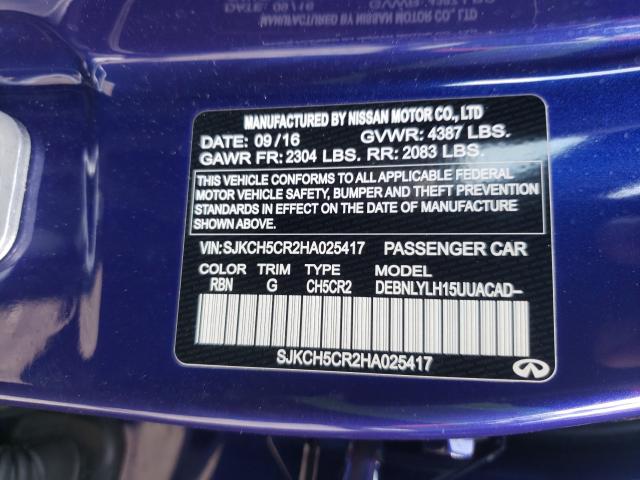 MANUFACTURED BY NISSAN MOTOR CO., LTD
DATE: 09/16 GVWR: 4387 LBS.
GAWR FR: 2304 LBS. RR: 2083 LBS.
THIS VEHICLE CONFORMS TO ALL APPLICABLE FEDERAL
MOTOR VEHICLE SAFETY, BUMPER AND THEFT PREVENTION
STANDARDS IN EFFECT ON THE DATE OF MANUFACTURE
SHOWN ABOVE.
VIN:SJKCH5CR2HA025417 PASSENGER CAR
COLOR TRIM TYPE MODEL
RBN G CH5CR2 DEBNLYLH15UUACAD–
SJKCH5CR2HA025417